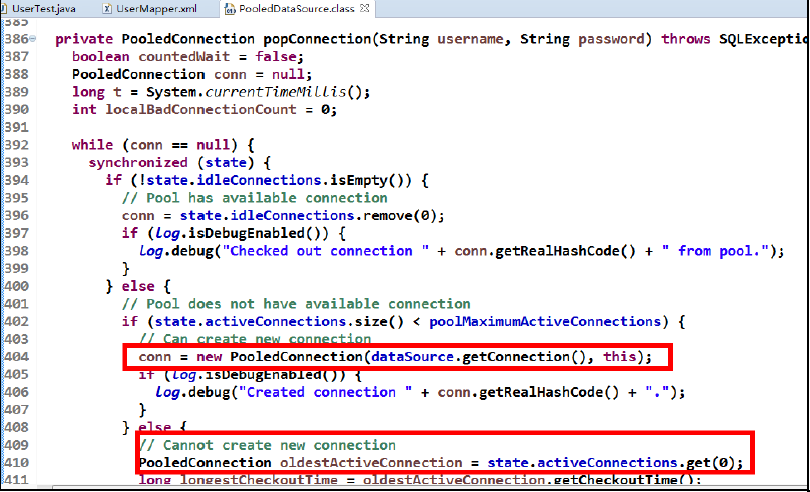 UserTest.java UserMapper.xml PooledDataSource.class
385
386 private PooledConnection popConnection(String username, String password) throws SQLExceptio
387 boolean countedWait = false;
388 PooledConnection conn = null;
389 long t = System.currentTimeMillis();
390 int localBadConnectionCount = 0;
391
392 while (conn == null) {
393 synchronized (state) {
394 if (!state.idleConnections.isEmpty()) {
395 // Pool has available connection
396 conn = state.idleConnections.remove(0);
397 if (log.isDebugEnabled()) {
398 log.debug("Checked out connection " + conn.getRealHashCode() + " from pool.");
399 }
400 } else {
401 // Pool does not have available connection
402 if (state.activeConnections.size() < poolMaximumActiveConnections) {
403 // Can create new connection
404 conn = new PooledConnection(dataSource.getConnection(), this);
405 if (log.isDebugEnabled()) {
406 log.debug("Created connection " + conn.getRealHashCode() + ".");
407 }
408 } else {
409 // Cannot create new connection
410 PooledConnection oldestActiveConnection = state.activeConnections.get(0);
411 long longestCheckoutTime = oldestActiveConnection.getCheckoutTime();